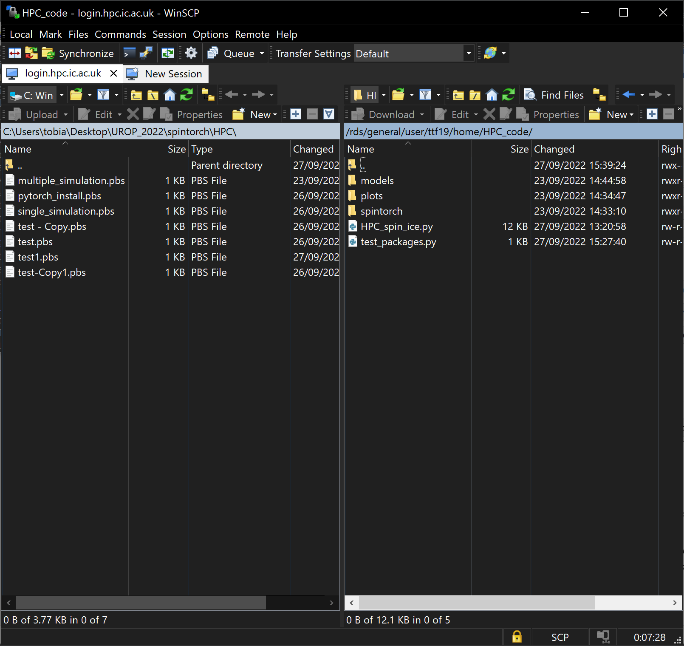 HPC_code - login.hpc.ic.ac.uk - WinSCP
Local Mark Files Commands Session Options Remote Help
Synchronize Queue Transfer Settings Default
login.hpc.ic.ac.uk New Session
C: Win
Upload Edit Properties New
C:\Users\tobia\Desktop\UROP_2022\spintorch\HPC\
Name Size Type Changed
.. Parent directory 27/09/202
multiple_simulation.pbs 1 KB PBS File 23/09/202
pytorch_install.pbs 1 KB PBS File 26/09/202
single_simulation.pbs 1 KB PBS File 26/09/202
test - Copy.pbs 1 KB PBS File 26/09/202
test.pbs 1 KB PBS File 26/09/202
test1.pbs 1 KB PBS File 27/09/202
test-Copy1.pbs 1 KB PBS File 26/09/202
0 B of 3.77 KB in 0 of 7
Find Files
Download Edit Properties New
/rds/general/user/ttf19/home/HPC_code/
Name Size Changed Righ
.. 27/09/2022 15:39:24 rwx-
models 23/09/2022 14:44:58 rwxr-
plots 27/09/2022 14:34:47 rwxr-
spintorch 23/09/2022 14:33:10 rwxr-
HPC_spin_ice.py 12 KB 27/09/2022 13:20:58 rw-r-
test_packages.py 1 KB 27/09/2022 15:27:40 rw-r-
0 B of 12.1 KB in 0 of 5
SCP 0:07:28